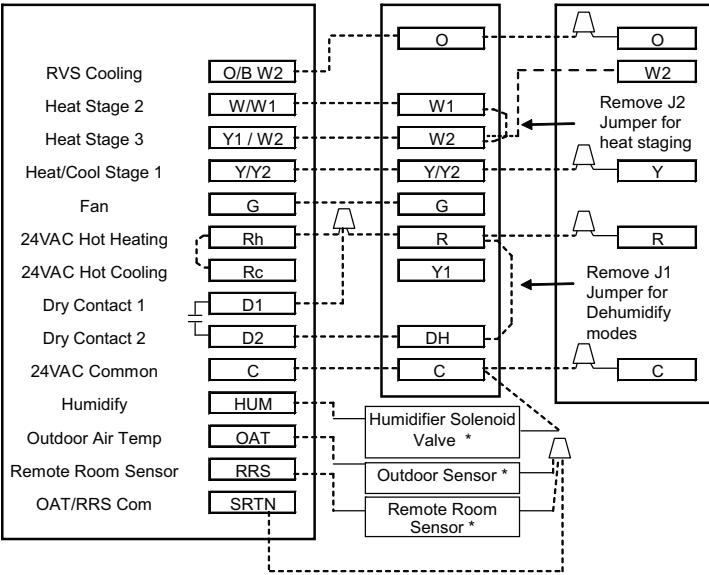 O O
RVS Cooling O/B W2 W2
Heat Stage 2 W/W1 W1
Remove J2
Jumper for
heat staging
Heat Stage 3 Y1 / W2 W2
Heat/Cool Stage 1 Y/Y2 Y/Y2 Y
Fan G G
24VAC Hot Heating Rh R R
24VAC Hot Cooling Rc Y1
Remove J1
Jumper for
Dehumidify
modes
Dry Contact 1 D1
Dry Contact 2 D2 DH
24VAC Common C C C
Humidify HUM
Humidifier Solenoid
Valve *
Outdoor Air Temp OAT
Outdoor Sensor *
Remote Room Sensor RRS
Remote Room
Sensor *
OAT/RRS Com SRTN